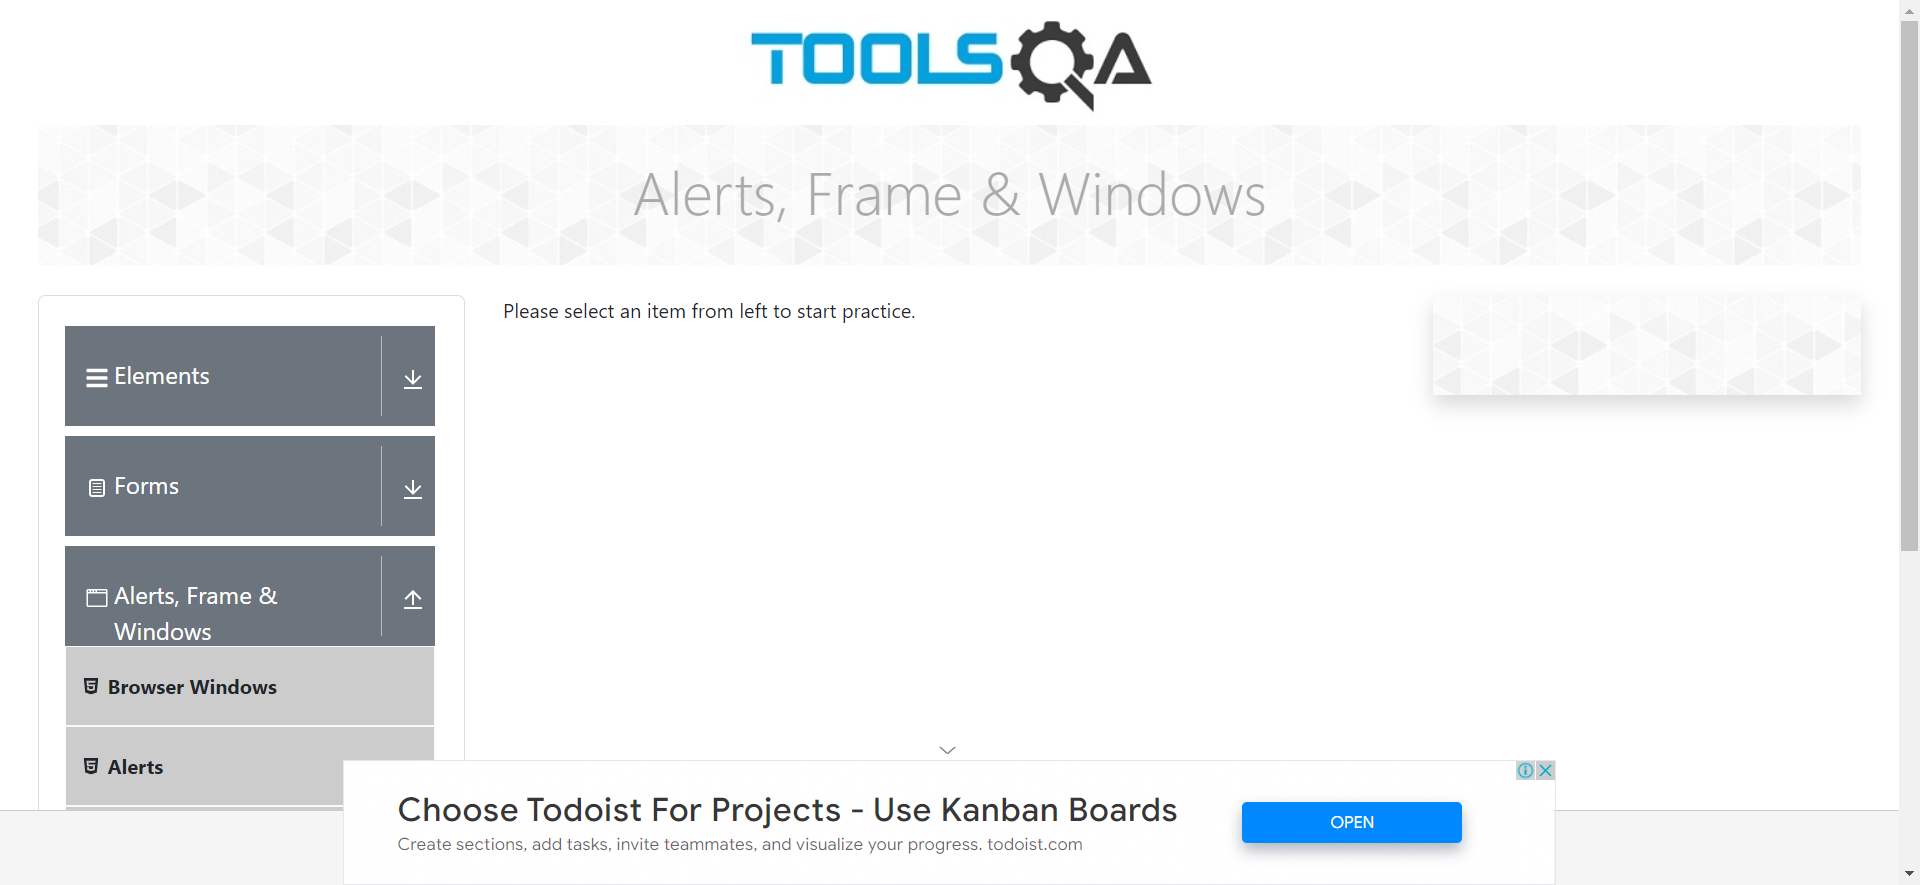 TOOLSQA
Alerts, Frame & Windows
Please select an item from left to start practice.
Elements
Forms
Alerts, Frame &
Windows
Browser Windows
Alerts
Choose Todoist For Projects - Use Kanban Boards
Create sections, add tasks, invite teammates, and visualize your progress. todoist.com
OPEN